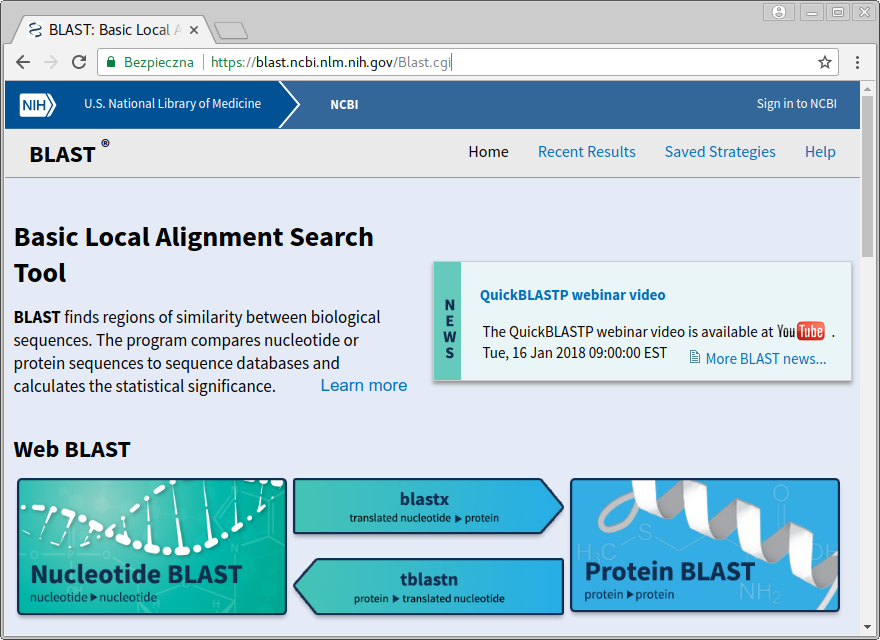 BLAST: Basic Local A
Bezpieczna https://blast.ncbi.nlm.nih.gov/Blast.cgi
NIH U.S. National Library of Medicine NCBI Sign in to NCBI
BLAST ® Home Recent Results Saved Strategies Help
Basic Local Alignment Search
Tool
BLAST finds regions of similarity between biological
sequences. The program compares nucleotide or
protein sequences to sequence databases and
calculates the statistical significance. Learn more
NEWS
QuickBLASTP webinar video
The QuickBLASTP webinar video is available at YouTube .
Tue, 16 Jan 2018 09:00:00 EST More BLAST news...
Web BLAST
Nucleotide BLAST
nucleotide ▶ nucleotide
blastx
translated nucleotide ▶ protein
tblastn
protein ▶ translated nucleotide
O
S
H₃C
OH
NH₂
Protein BLAST
protein ▶ protein